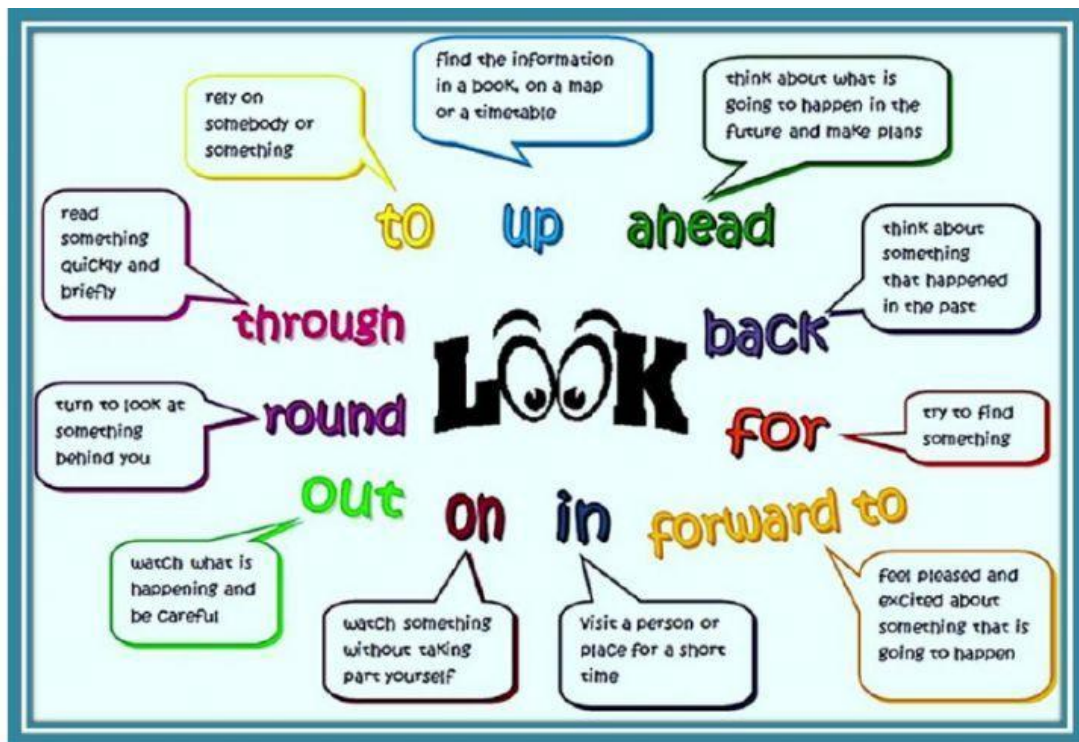 find the information
in a book, on a map
or a timetable
think about what is
going to happen in the
future and make plans
rely on
somebody or
something
to up ahead
read
something
quickly and
briefly
think about
something
that happened
in the past
through
LOOK
back
turn to look at
something
behind you
round
for
try to find
something
out
on
in
forward to
watch what is
happening and
be careful
watch something
without taking
part yourself
Visit a person or
place for a short
time
feel pleased and
excited about
something that is
going to happen